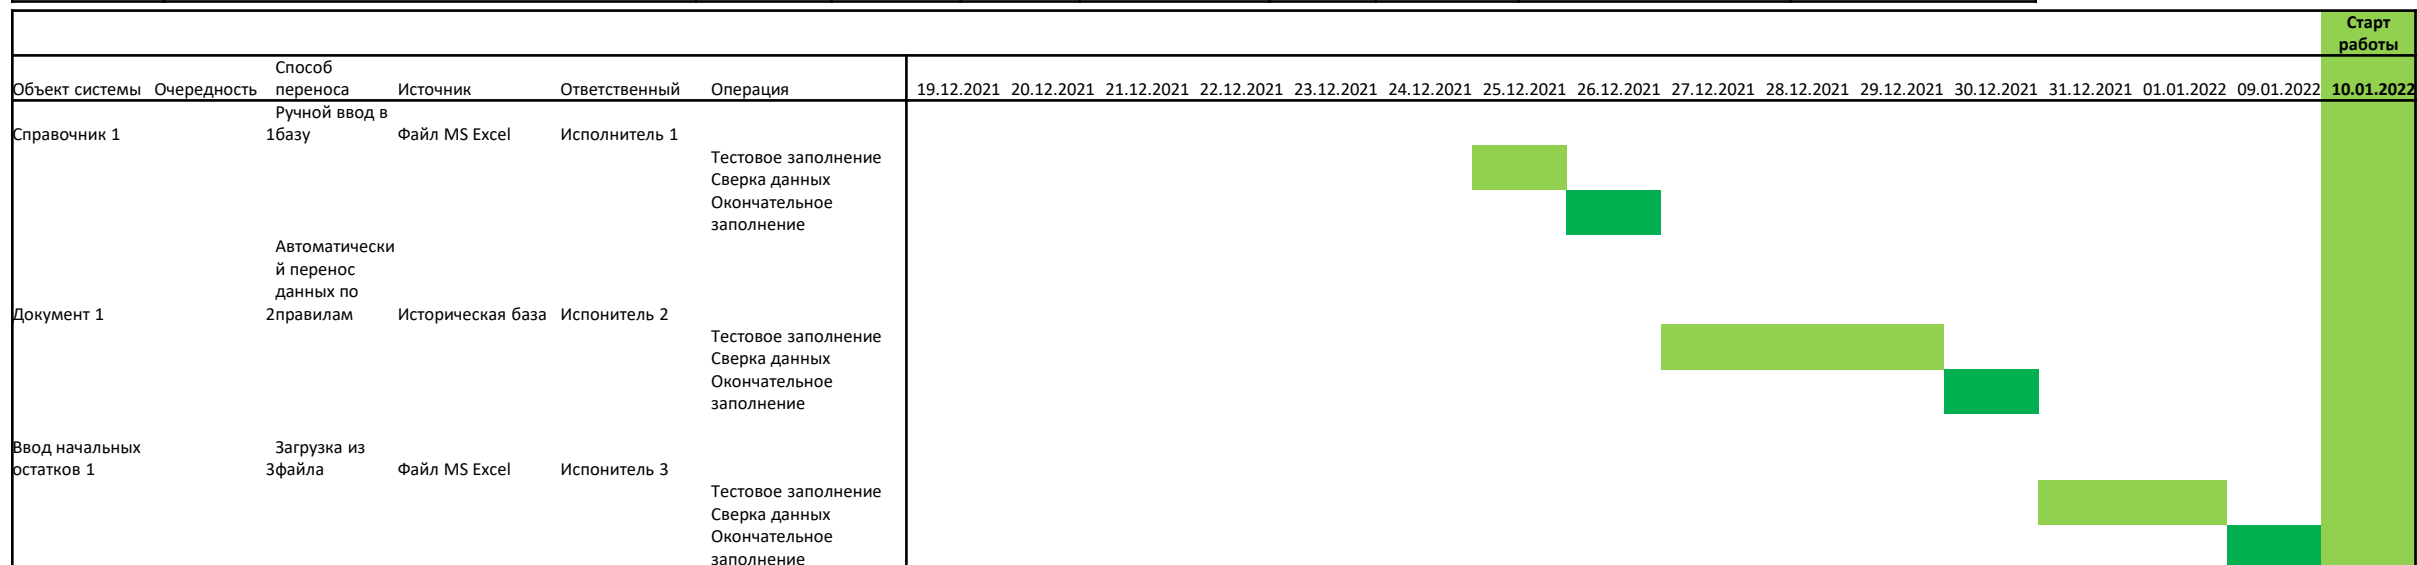 Старт
работы
Объект системы Очередность Способ переноса Источник Ответственный Операция 19.12.2021 20.12.2021 21.12.2021 22.12.2021 23.12.2021 24.12.2021 25.12.2021 26.12.2021 27.12.2021 28.12.2021 29.12.2021 30.12.2021 31.12.2021 01.01.2022 09.01.2022 10.01.2022
Ручной ввод в
Справочник 1 1 базу Файл MS Excel Исполнитель 1
Тестовое заполнение
Сверка данных
Окончательное
заполнение
Автоматически
й перенос
данных по
Документ 1 2 правилам Историческая база Испонитель 2
Тестовое заполнение
Сверка данных
Окончательное
заполнение
Ввод начальных Загрузка из
остатков 1 3 файла Файл MS Excel Испонитель 3
Тестовое заполнение
Сверка данных
Окончательное
заполнение